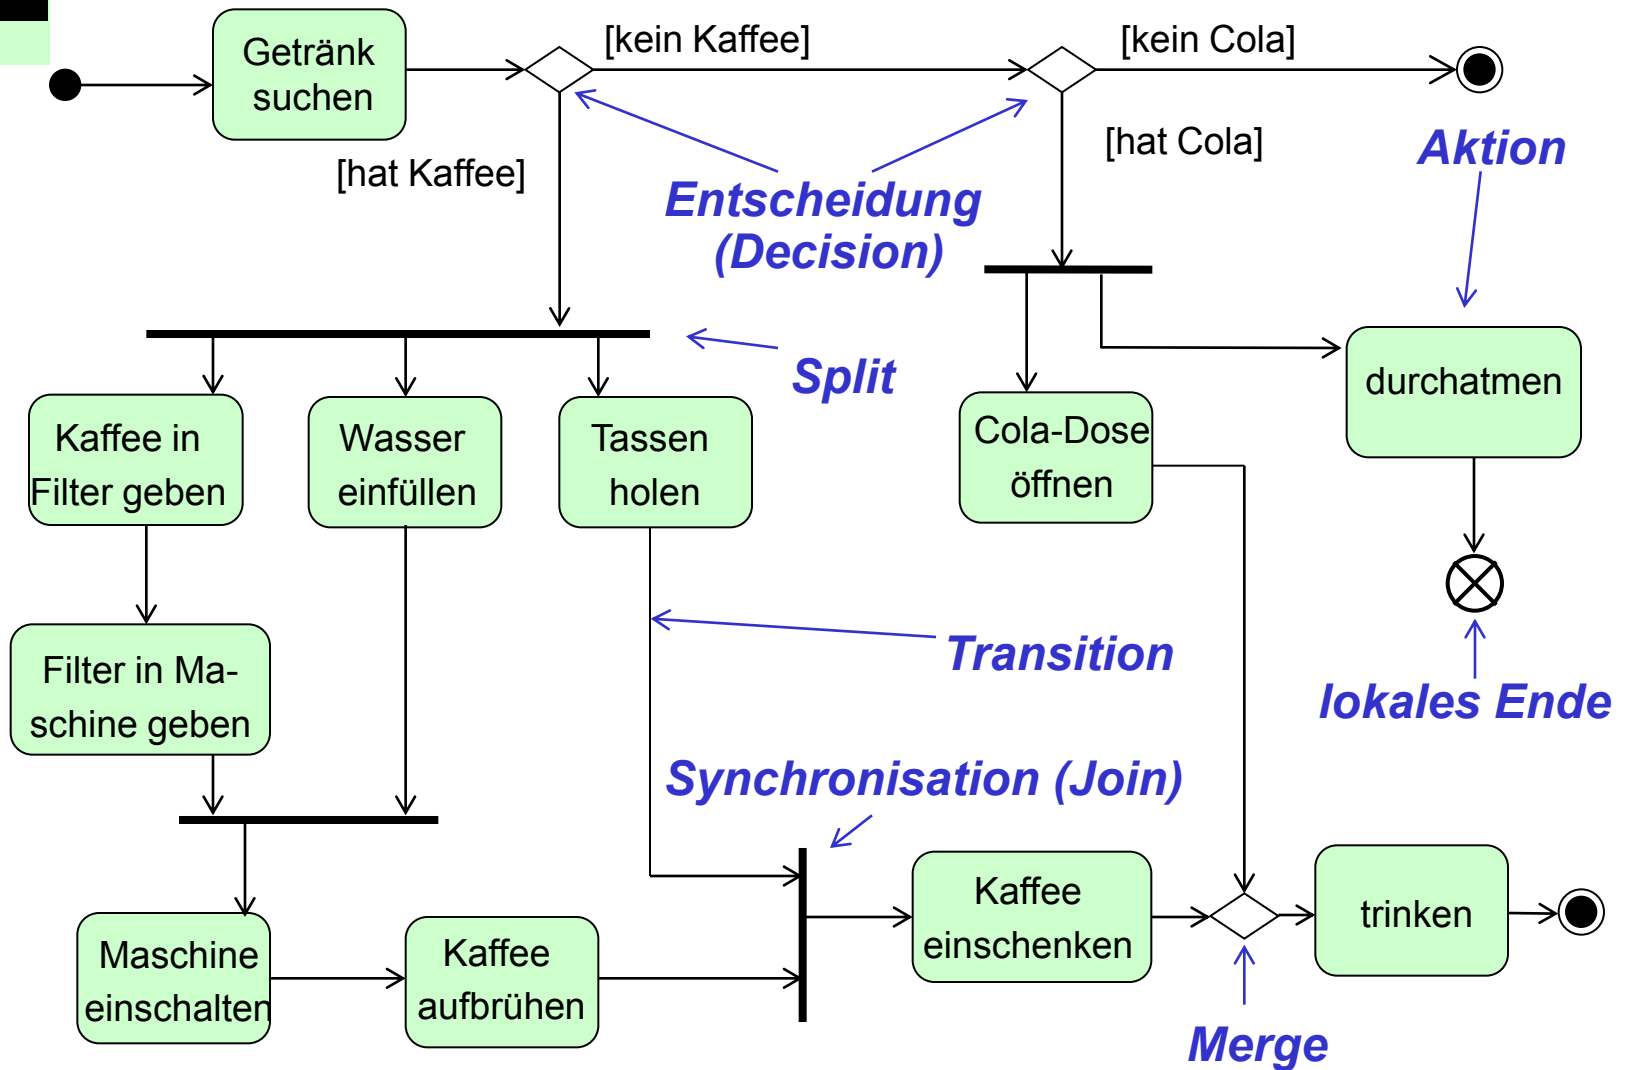 Getränk
suchen
[kein Kaffee]
[kein Cola]
[hat Kaffee]
[hat Cola]
Aktion
Entscheidung
(Decision)
Split
durchatmen
Kaffee in
Filter geben
Wasser
einfüllen
Tassen
holen
Cola-Dose
öffnen
Filter in Ma-
schine geben
Transition
lokales Ende
Synchronisation (Join)
Maschine
einschalten
Kaffee
aufbrühen
Kaffee
einschenken
trinken
Merge